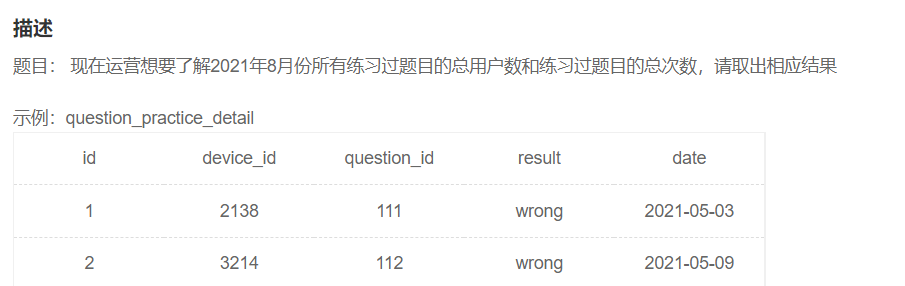 描述
题目： 现在运营想要了解2021年8月份所有练习过题目的总用户数和练习过题目的总次数，请取出相应结果
示例：question_practice_detail
id device_id question_id result date
1 2138 111 wrong 2021-05-03
2 3214 112 wrong 2021-05-09